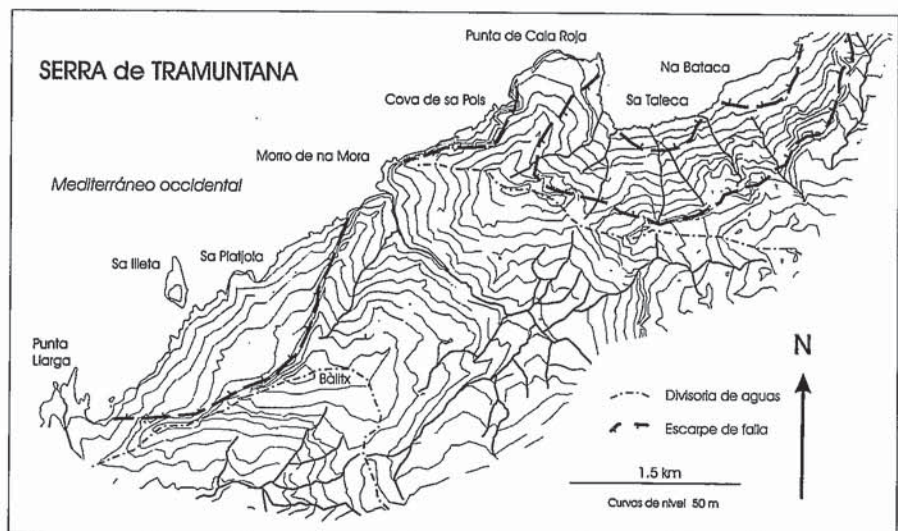 Punta de Cala Roja
SERRA de TRAMUNTANA
Na Bataca
Cova de sa Pols
Sa Taleca
Morro de na Mora
Mediterráneo occidental
Sa Illeta
Sa Platjola
Punta
Llarga
Bàlitx
N
Divisoria de aguas
Escarpe de falla
1.5 km
Curvas de nivel 50 m